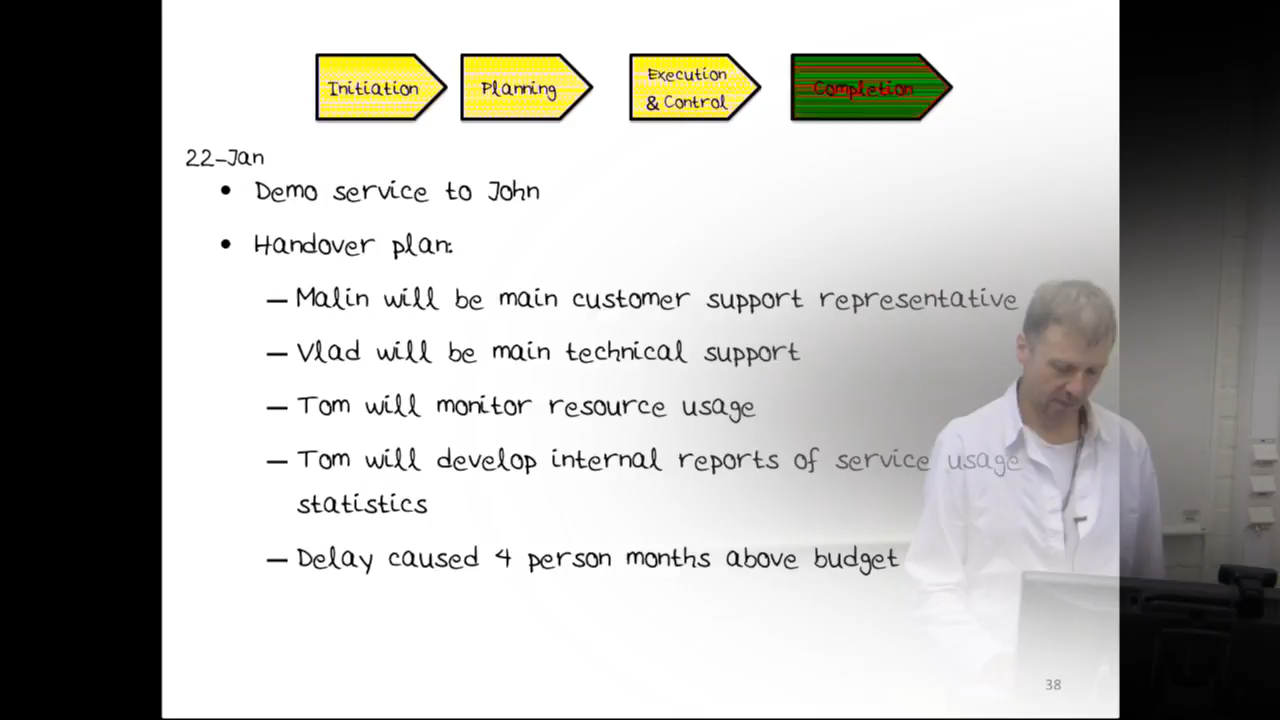 Initiation
Planning
Execution
& Control
Completion
22-Jan
• Demo service to John
• Handover plan:
– Malin will be main customer support representative
– Vlad will be main technical support
– Tom will monitor resource usage
– Tom will develop internal reports of service usage
statistics
– Delay caused 4 person months above budget
38